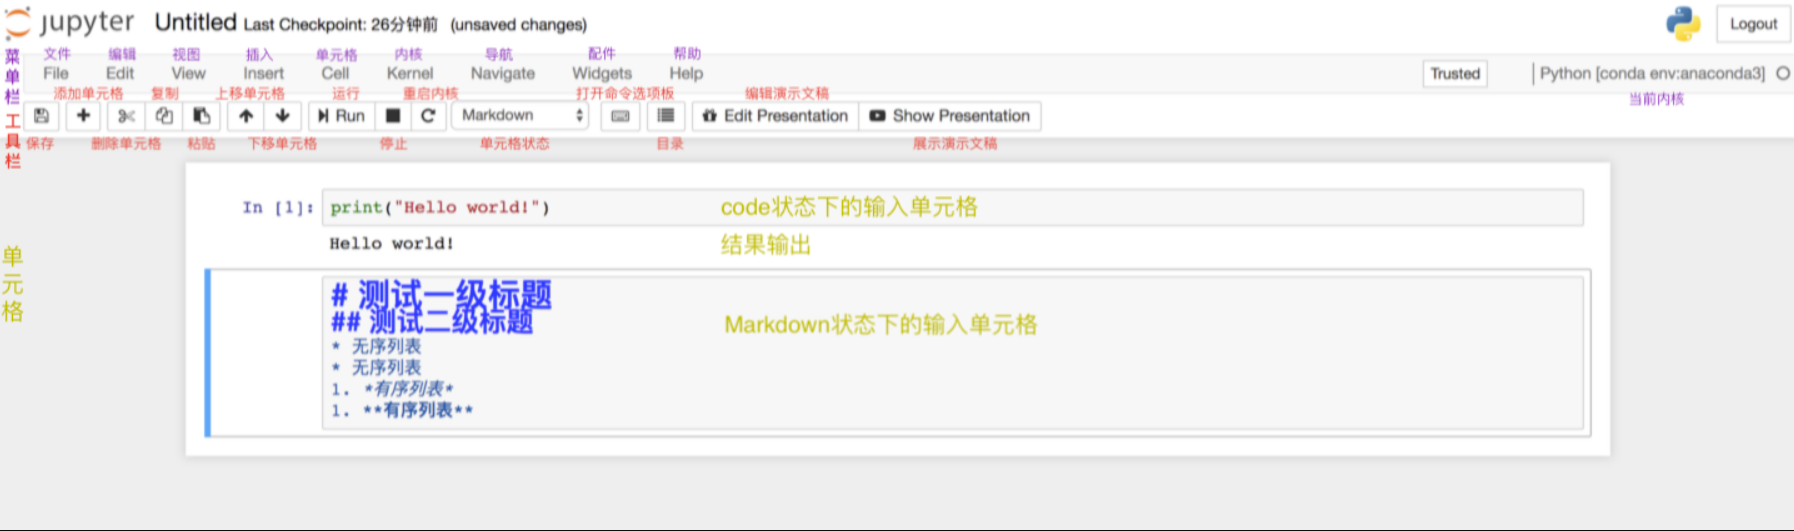 jupyter Untitled Last Checkpoint: 26分钟前 (unsaved changes) Logout
菜单栏
文件 编辑 视图 插入 单元格 内核 导航 配件 帮助
File Edit View Insert Cell Kernel Navigate Widgets Help Trusted Python [conda env:anaconda3]
添加单元格 复制 上移单元格 运行 重启内核 打开命令选项板 编辑演示文稿 当前内核
工具栏
Run Markdown Edit Presentation Show Presentation
保存 删除单元格 粘贴 下移单元格 停止 单元格状态 目录 展示演示文稿
In [1]: print("Hello world!") code状态下的输入单元格
Hello world! 结果输出
单元格
# 测试一级标题
## 测试二级标题 Markdown状态下的输入单元格
* 无序列表
* 无序列表
1. *有序列表*
1. **有序列表**